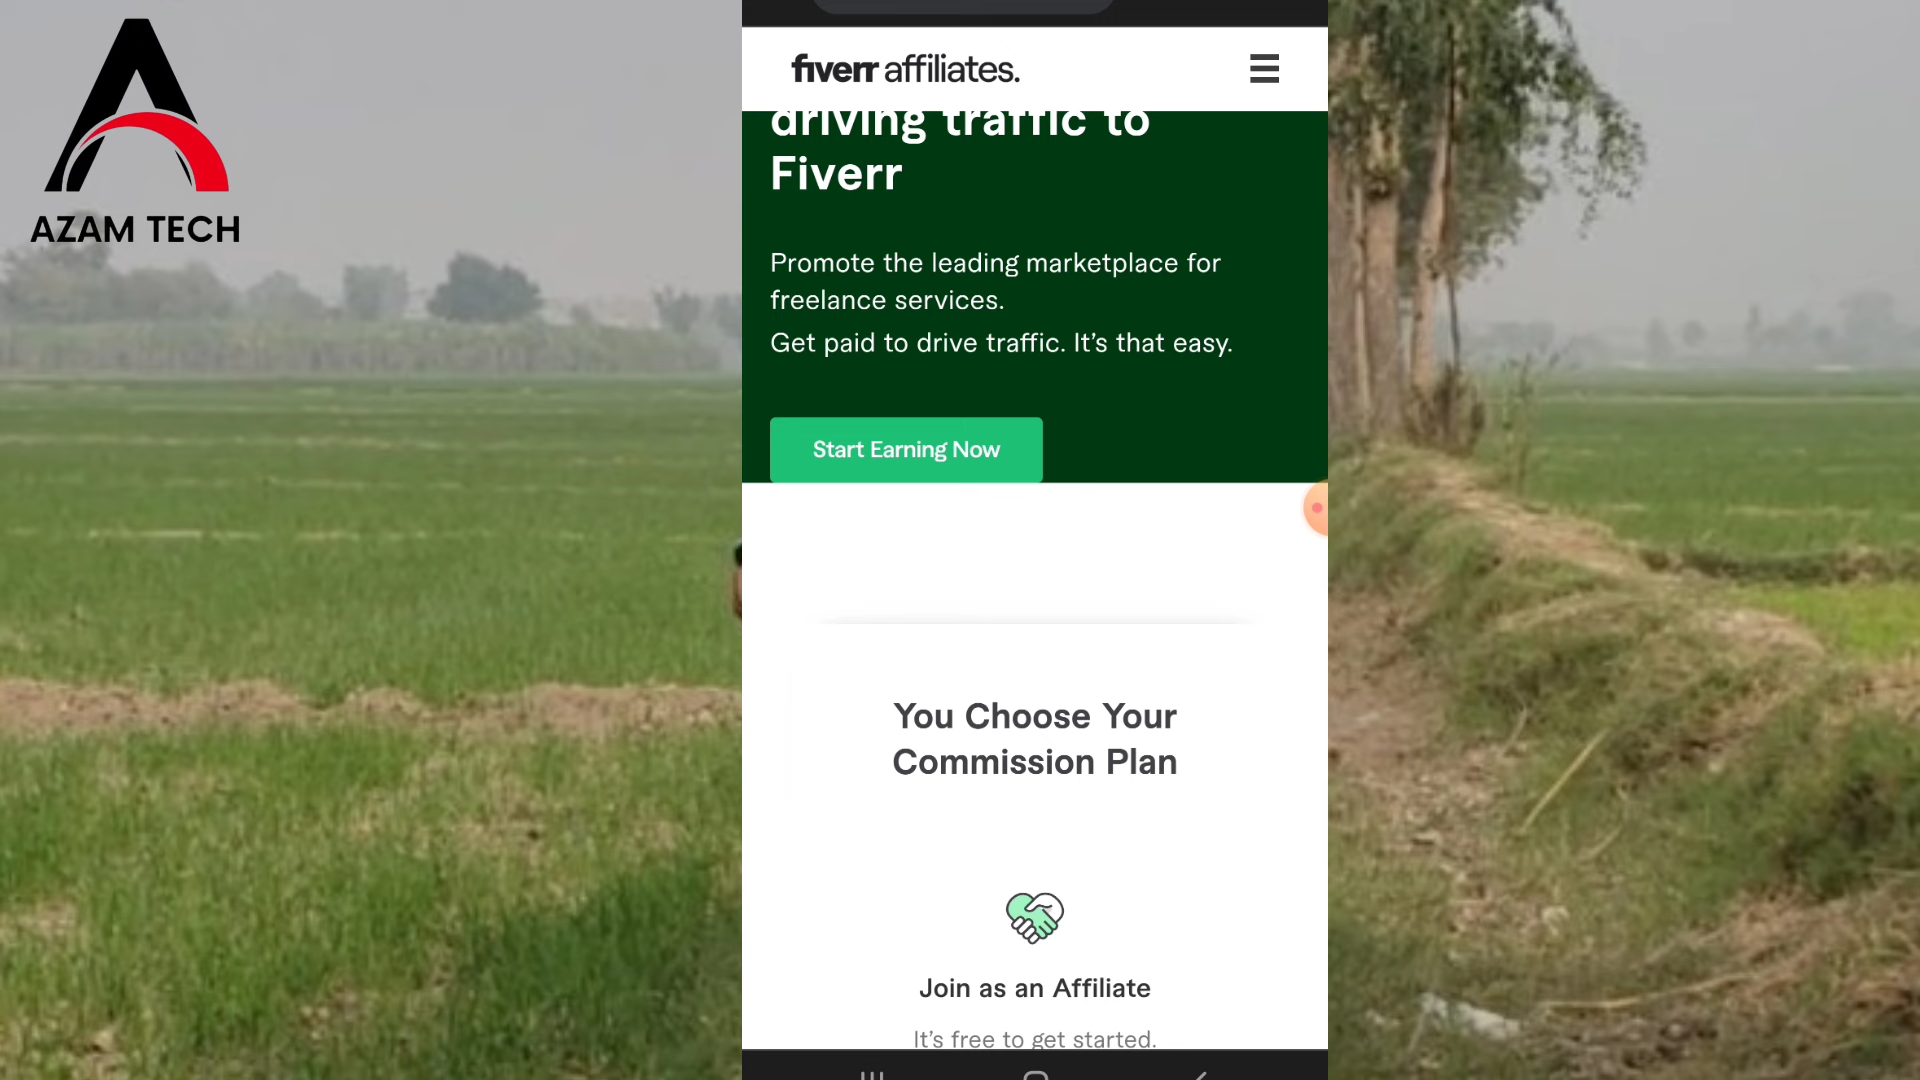 AZAM TECH
fiverr affiliates.
driving traffic to
Fiverr
Promote the leading marketplace for
freelance services.
Get paid to drive traffic. It's that easy.
Start Earning Now
You Choose Your
Commission Plan
Join as an Affiliate
It's free to get started.